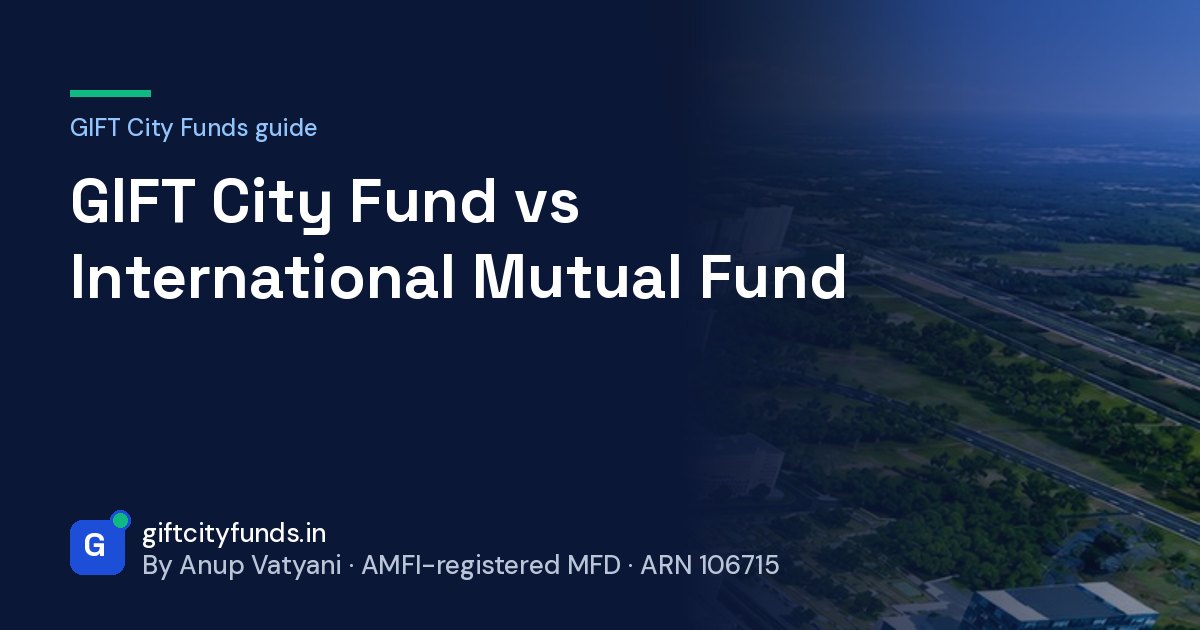 GIFT City Funds guide
GIFT City Fund vs
International Mutual Fund
G
giftcityfunds.in
By Anup Vatyani · AMFI-registered MFD · ARN 106715